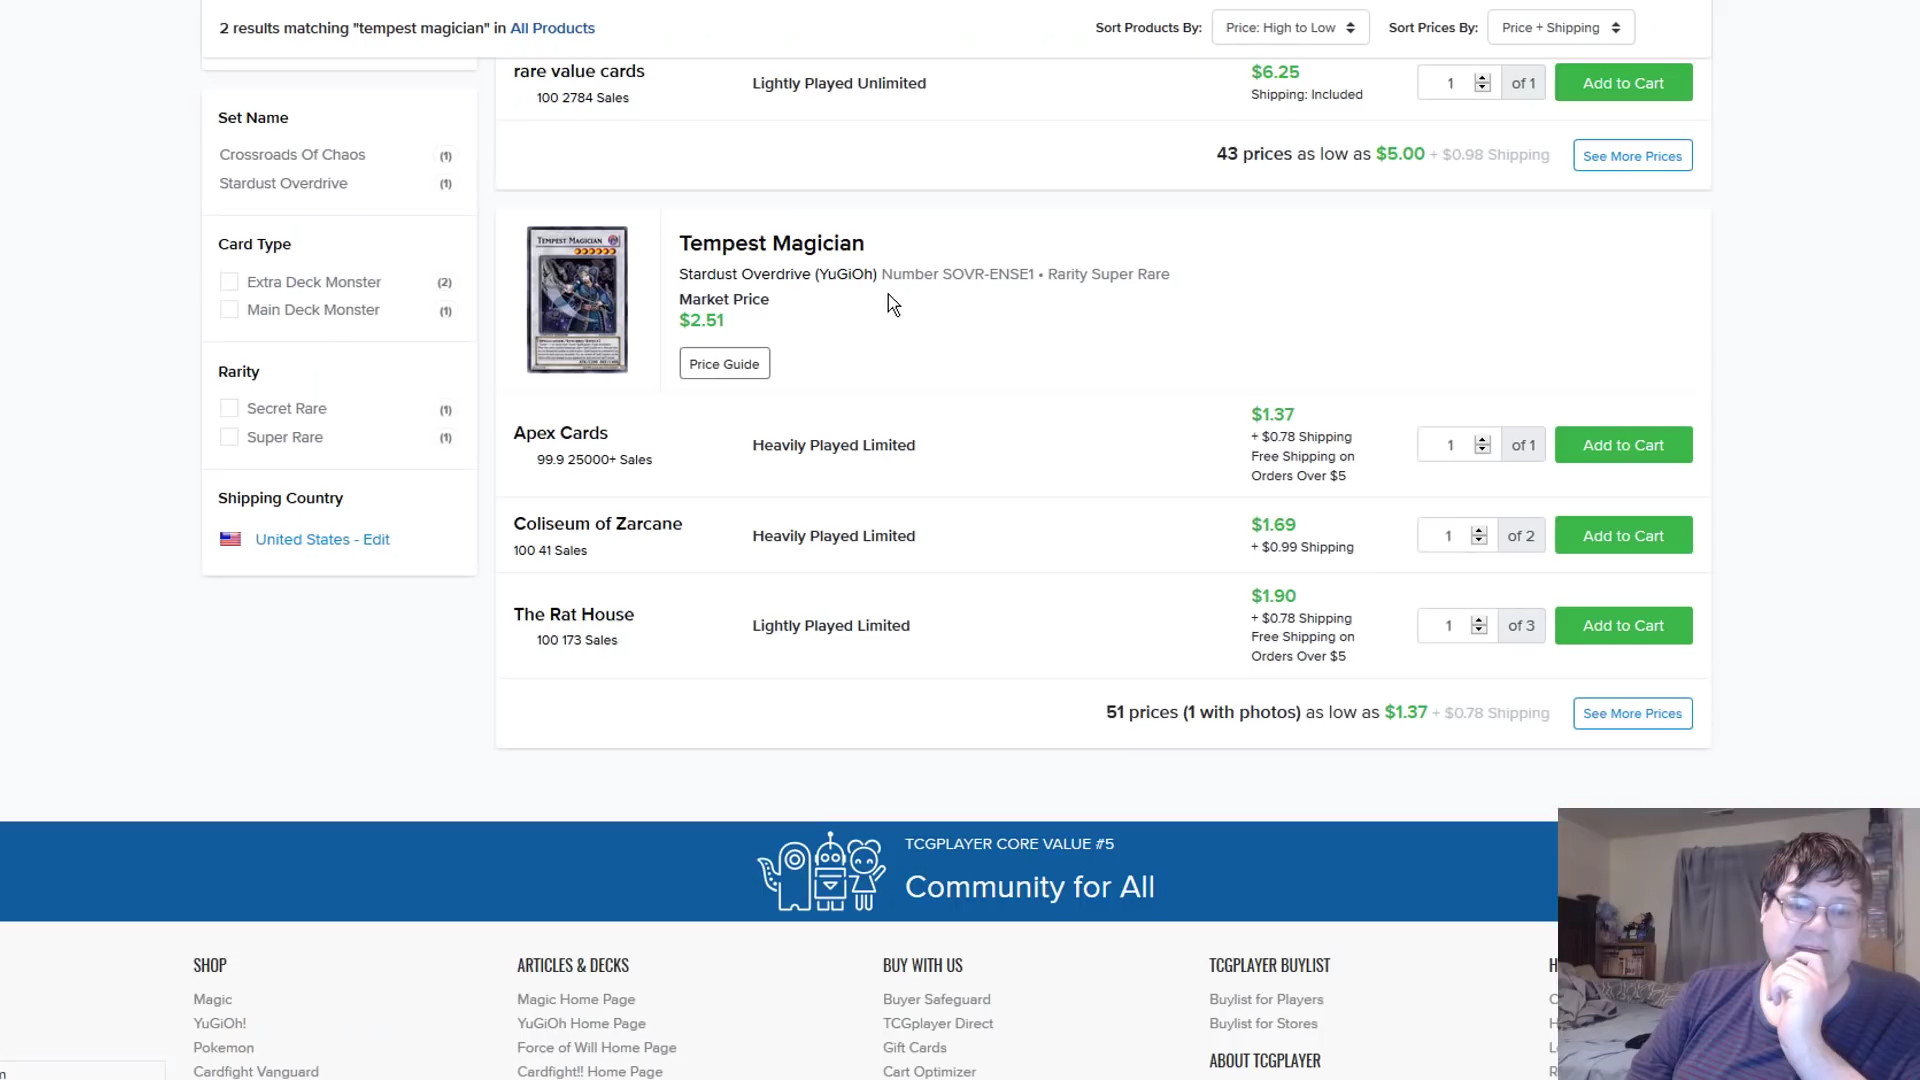 2 results matching "tempest magician" in All Products
Sort Products By: Price: High to Low
Sort Prices By: Price + Shipping
Set Name
Crossroads Of Chaos (1)
Stardust Overdrive (1)
Card Type
Extra Deck Monster (2)
Main Deck Monster (1)
Rarity
Secret Rare (1)
Super Rare (1)
Shipping Country
United States - Edit
rare value cards
100 2784 Sales
Lightly Played Unlimited
$6.25
Shipping: Included
1 of 1
Add to Cart
43 prices as low as $5.00 + $0.98 Shipping
See More Prices
TEMPEST MAGICIAN
Tempest Magician
Stardust Overdrive (YuGiOh) Number SOVR-ENSE1 • Rarity Super Rare
Market Price
$2.51
Price Guide
Apex Cards
99.9 25000+ Sales
Heavily Played Limited
$1.37
+ $0.78 Shipping
Free Shipping on
Orders Over $5
1 of 1
Add to Cart
Coliseum of Zarcane
100 41 Sales
Heavily Played Limited
$1.69
+ $0.99 Shipping
1 of 2
Add to Cart
The Rat House
100 173 Sales
Lightly Played Limited
$1.90
+ $0.78 Shipping
Free Shipping on
Orders Over $5
1 of 3
Add to Cart
51 prices (1 with photos) as low as $1.37 + $0.78 Shipping
See More Prices
TCGPLAYER CORE VALUE #5
Community for All
SHOP
Magic
YuGiOh!
Pokemon
Cardfight Vanguard
ARTICLES & DECKS
Magic Home Page
YuGiOh Home Page
Force of Will Home Page
Cardfight!! Home Page
BUY WITH US
Buyer Safeguard
TCGplayer Direct
Gift Cards
Cart Optimizer
TCGPLAYER BUYLIST
Buylist for Players
Buylist for Stores
ABOUT TCGPLAYER